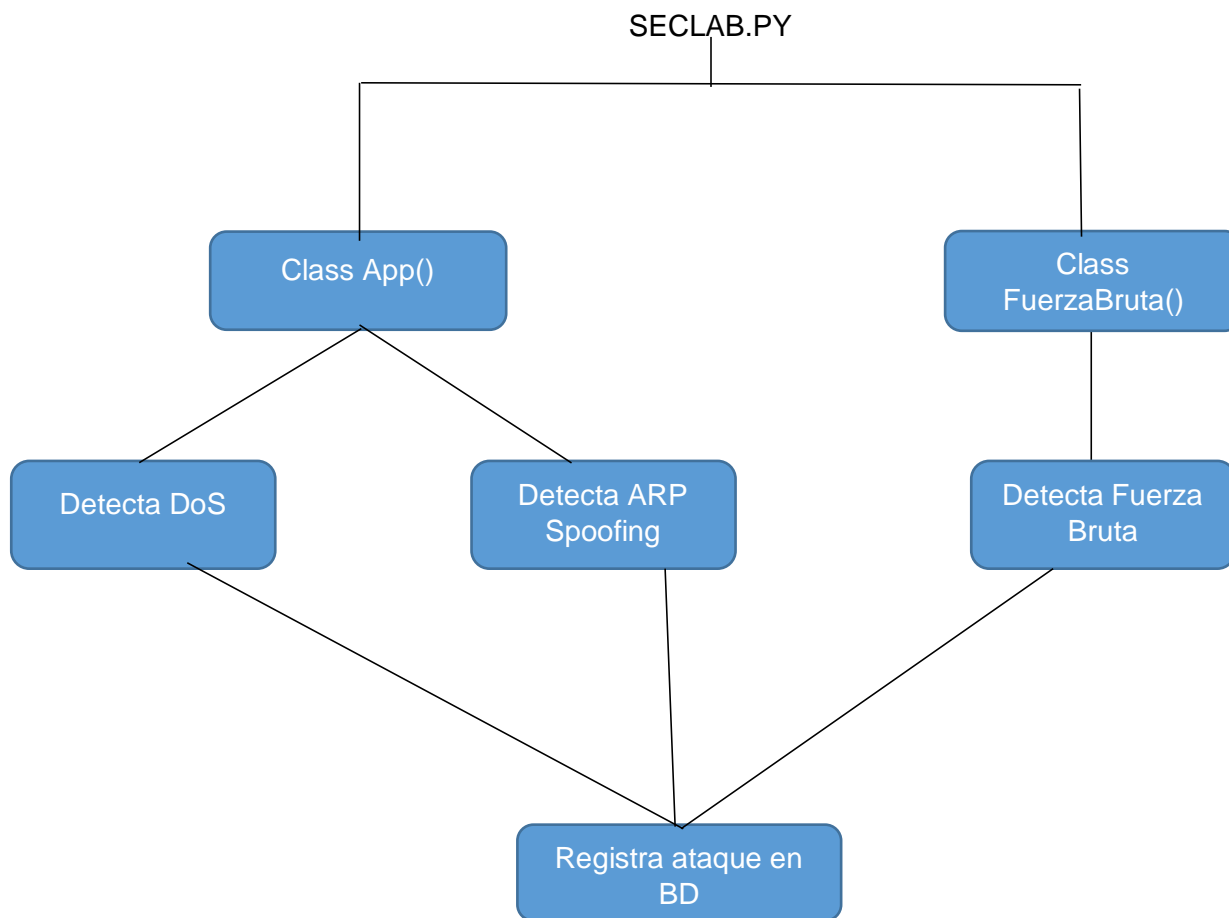 SECLAB.PY
Class App()
Class
FuerzaBruta()
Detecta DoS
Detecta ARP
Spoofing
Detecta Fuerza
Bruta
Registra ataque en
BD